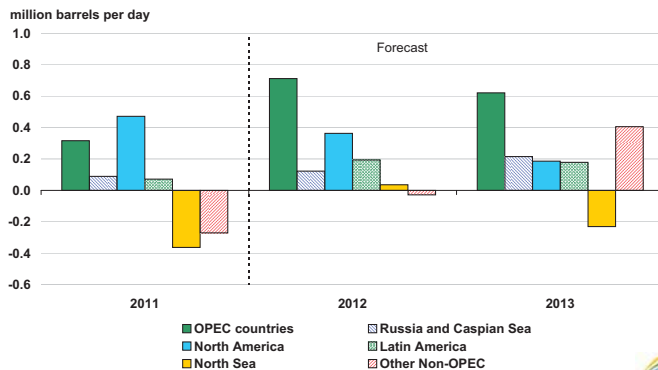 million barrels per day
Forecast
1.0
0.8
0.6
0.4
0.2
0.0
-0.2
-0.4
-0.6
2011 2012 2013
OPEC countries Russia and Caspian Sea
North America Latin America
North Sea Other Non-OPEC